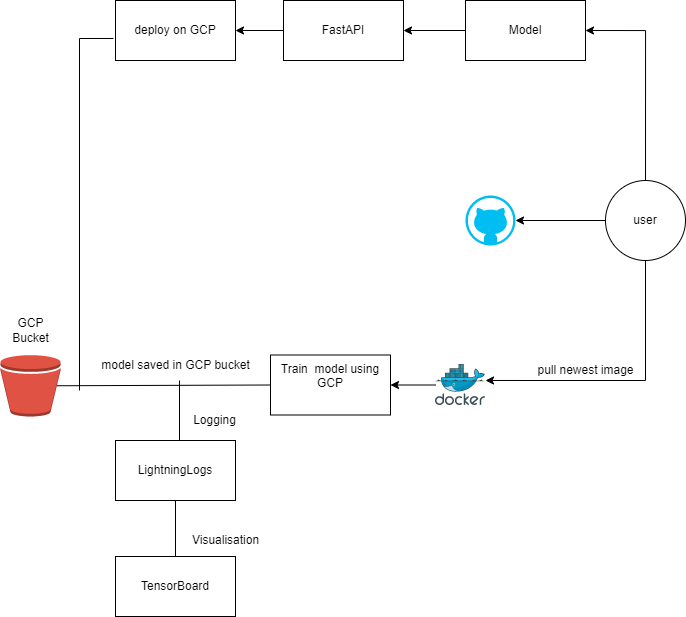 deploy on GCP
FastAPI
Model
user
GCP
Bucket
model saved in GCP bucket
Train model using
GCP
pull newest image
docker
Logging
LightningLogs
Visualisation
TensorBoard